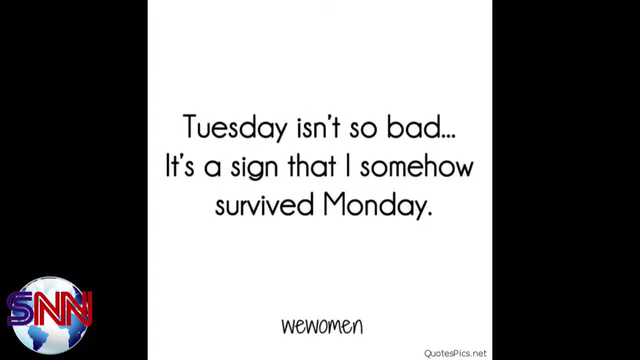 Tuesday isn't so bad...
It's a sign that I somehow
survived Monday.
wewomen
QuotesPics.net
SNN